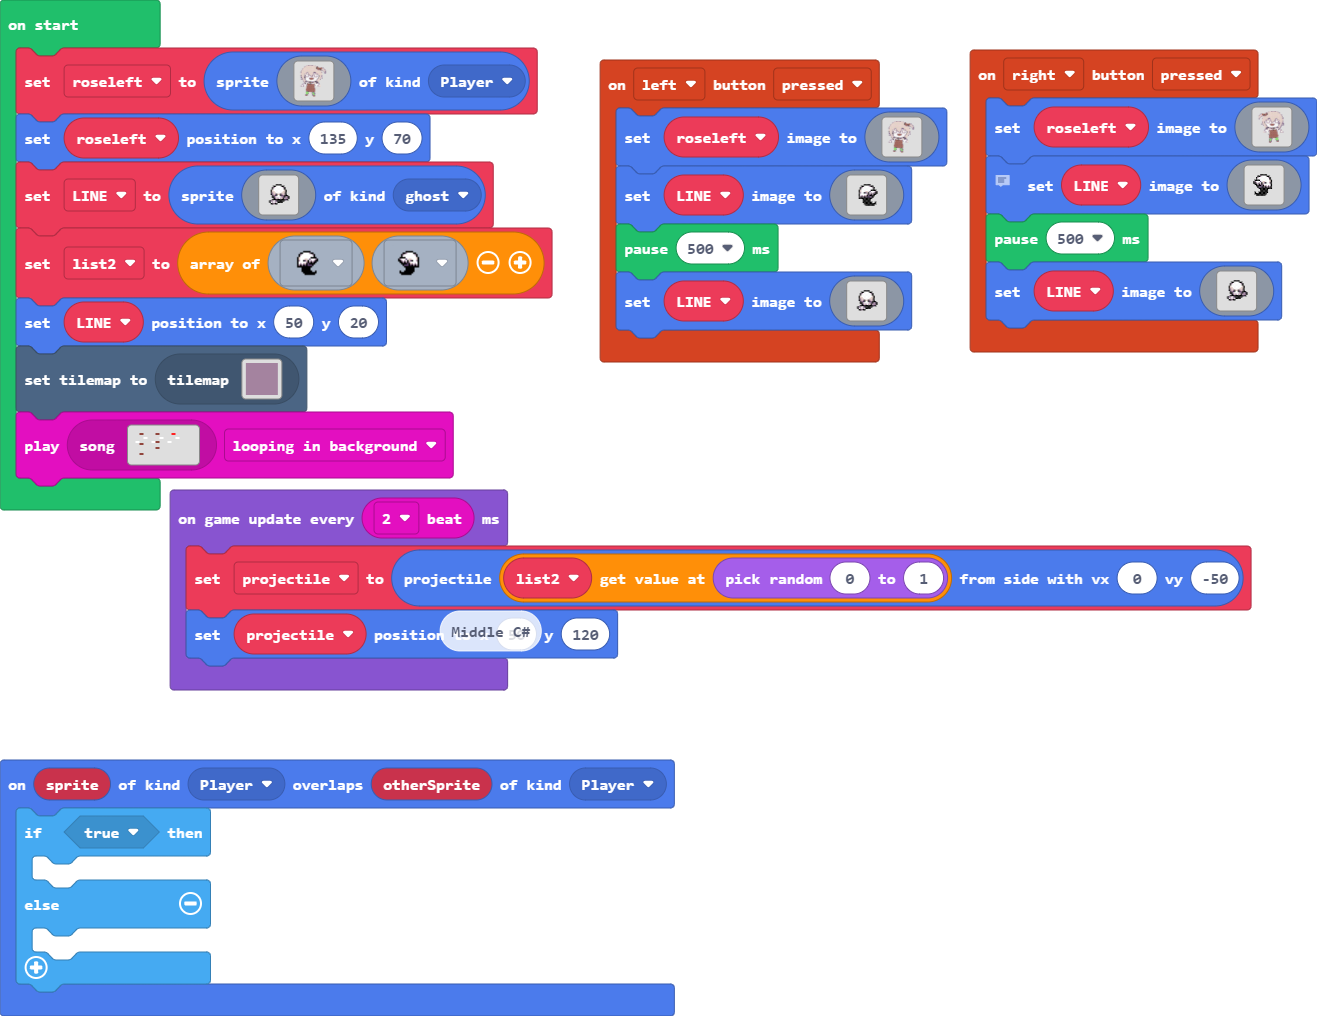 on start
set roseleft to sprite of kind Player
set roseleft position to x 135 y 70
set LINE to sprite of kind ghost
set list2 to array of
set LINE position to x 50 y 20
set tilemap to tilemap
play song looping in background
on left button pressed
set roseleft image to
set LINE image to
pause 500 ms
set LINE image to
on right button pressed
set roseleft image to
set LINE image to
pause 500 ms
set LINE image to
on game update every 2 beat ms
set projectile to projectile list2 get value at pick random 0 to 1 from side with vx 0 vy -50
set projectile position y 120
Middle C#
on sprite of kind Player overlaps otherSprite of kind Player
if true then
else